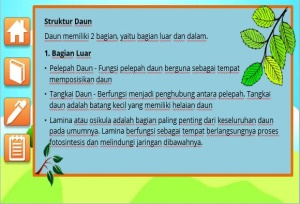 Struktur Daun
Daun memiliki 2 bagian, yaitu bagian luar dan dalam.
1. Bagian Luar
• Pelepah Daun - Fungsi pelepah daun berguna sebagai tempat
memposisikan daun
• Tangkai Daun - Berfungsi menjadi penghubung antara pelepah. Tangkai
daun adalah batang kecil yang memiliki helaian daun
• Lamina atau osikula adalah bagian paling penting dari keseluruhan daun
pada umumnya. Lamina berfungsi sebagai tempat berlangsungnya proses
fotosintesis dan melindungi jaringan dibawahnya.